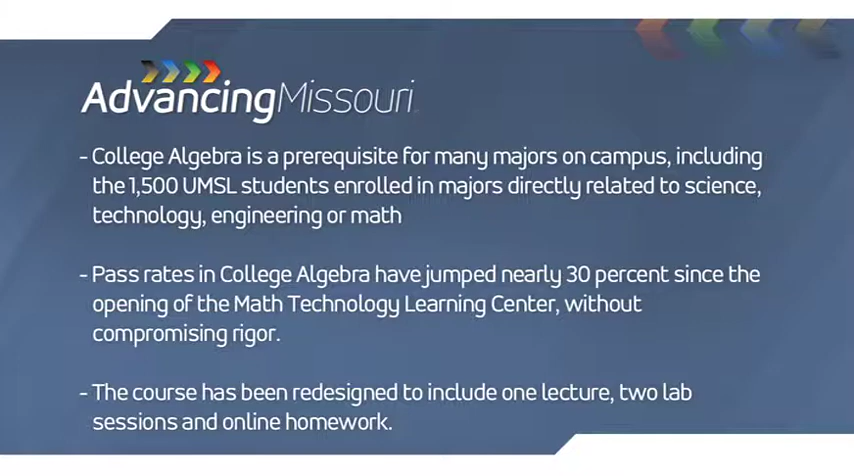 AdvancingMissouri
- College Algebra is a prerequisite for many majors on campus, including
the 1,500 UMSL students enrolled in majors directly related to science,
technology, engineering or math
- Pass rates in College Algebra have jumped nearly 30 percent since the
opening of the Math Technology Learning Center, without
compromising rigor.
- The course has been redesigned to include one lecture, two lab
sessions and online homework.